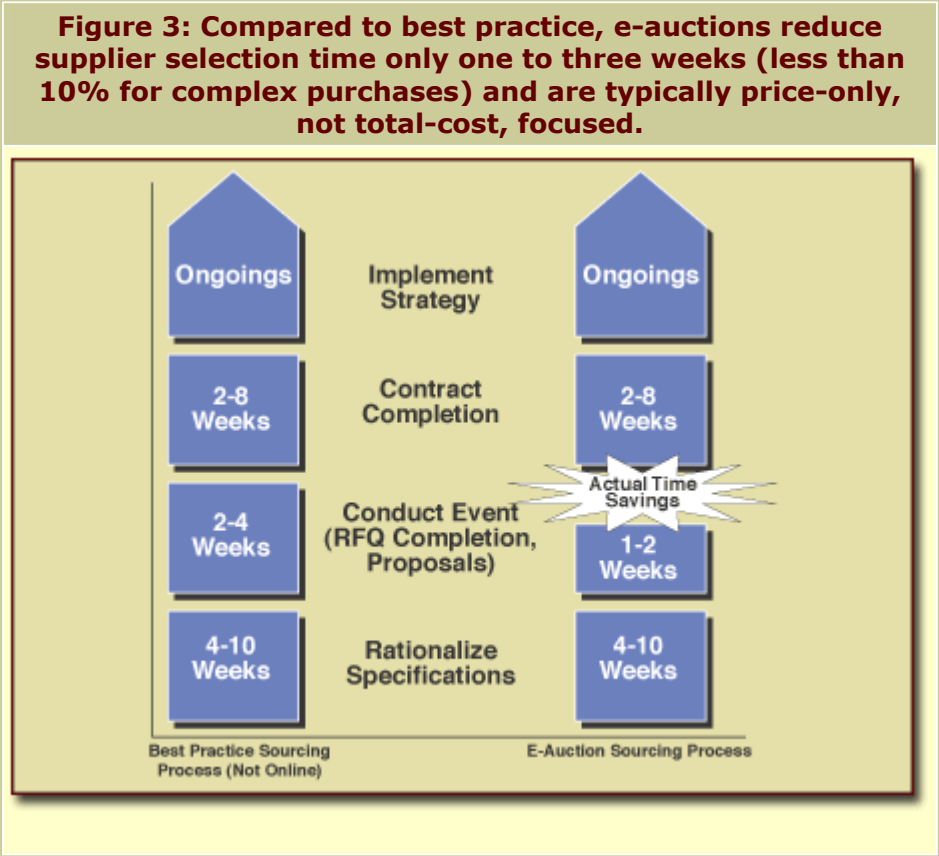 Figure 3: Compared to best practice, e-auctions reduce
supplier selection time only one to three weeks (less than
10% for complex purchases) and are typically price-only,
not total-cost, focused.
Ongoings
Implement
Strategy
Ongoings
2-8
Weeks
Contract
Completion
2-8
Weeks
Actual Time
Savings
2-4
Weeks
Conduct Event
(RFQ Completion,
Proposals)
1-2
Weeks
4-10
Weeks
Rationalize
Specifications
4-10
Weeks
Best Practice Sourcing
Process (Not Online)
E-Auction Sourcing Process